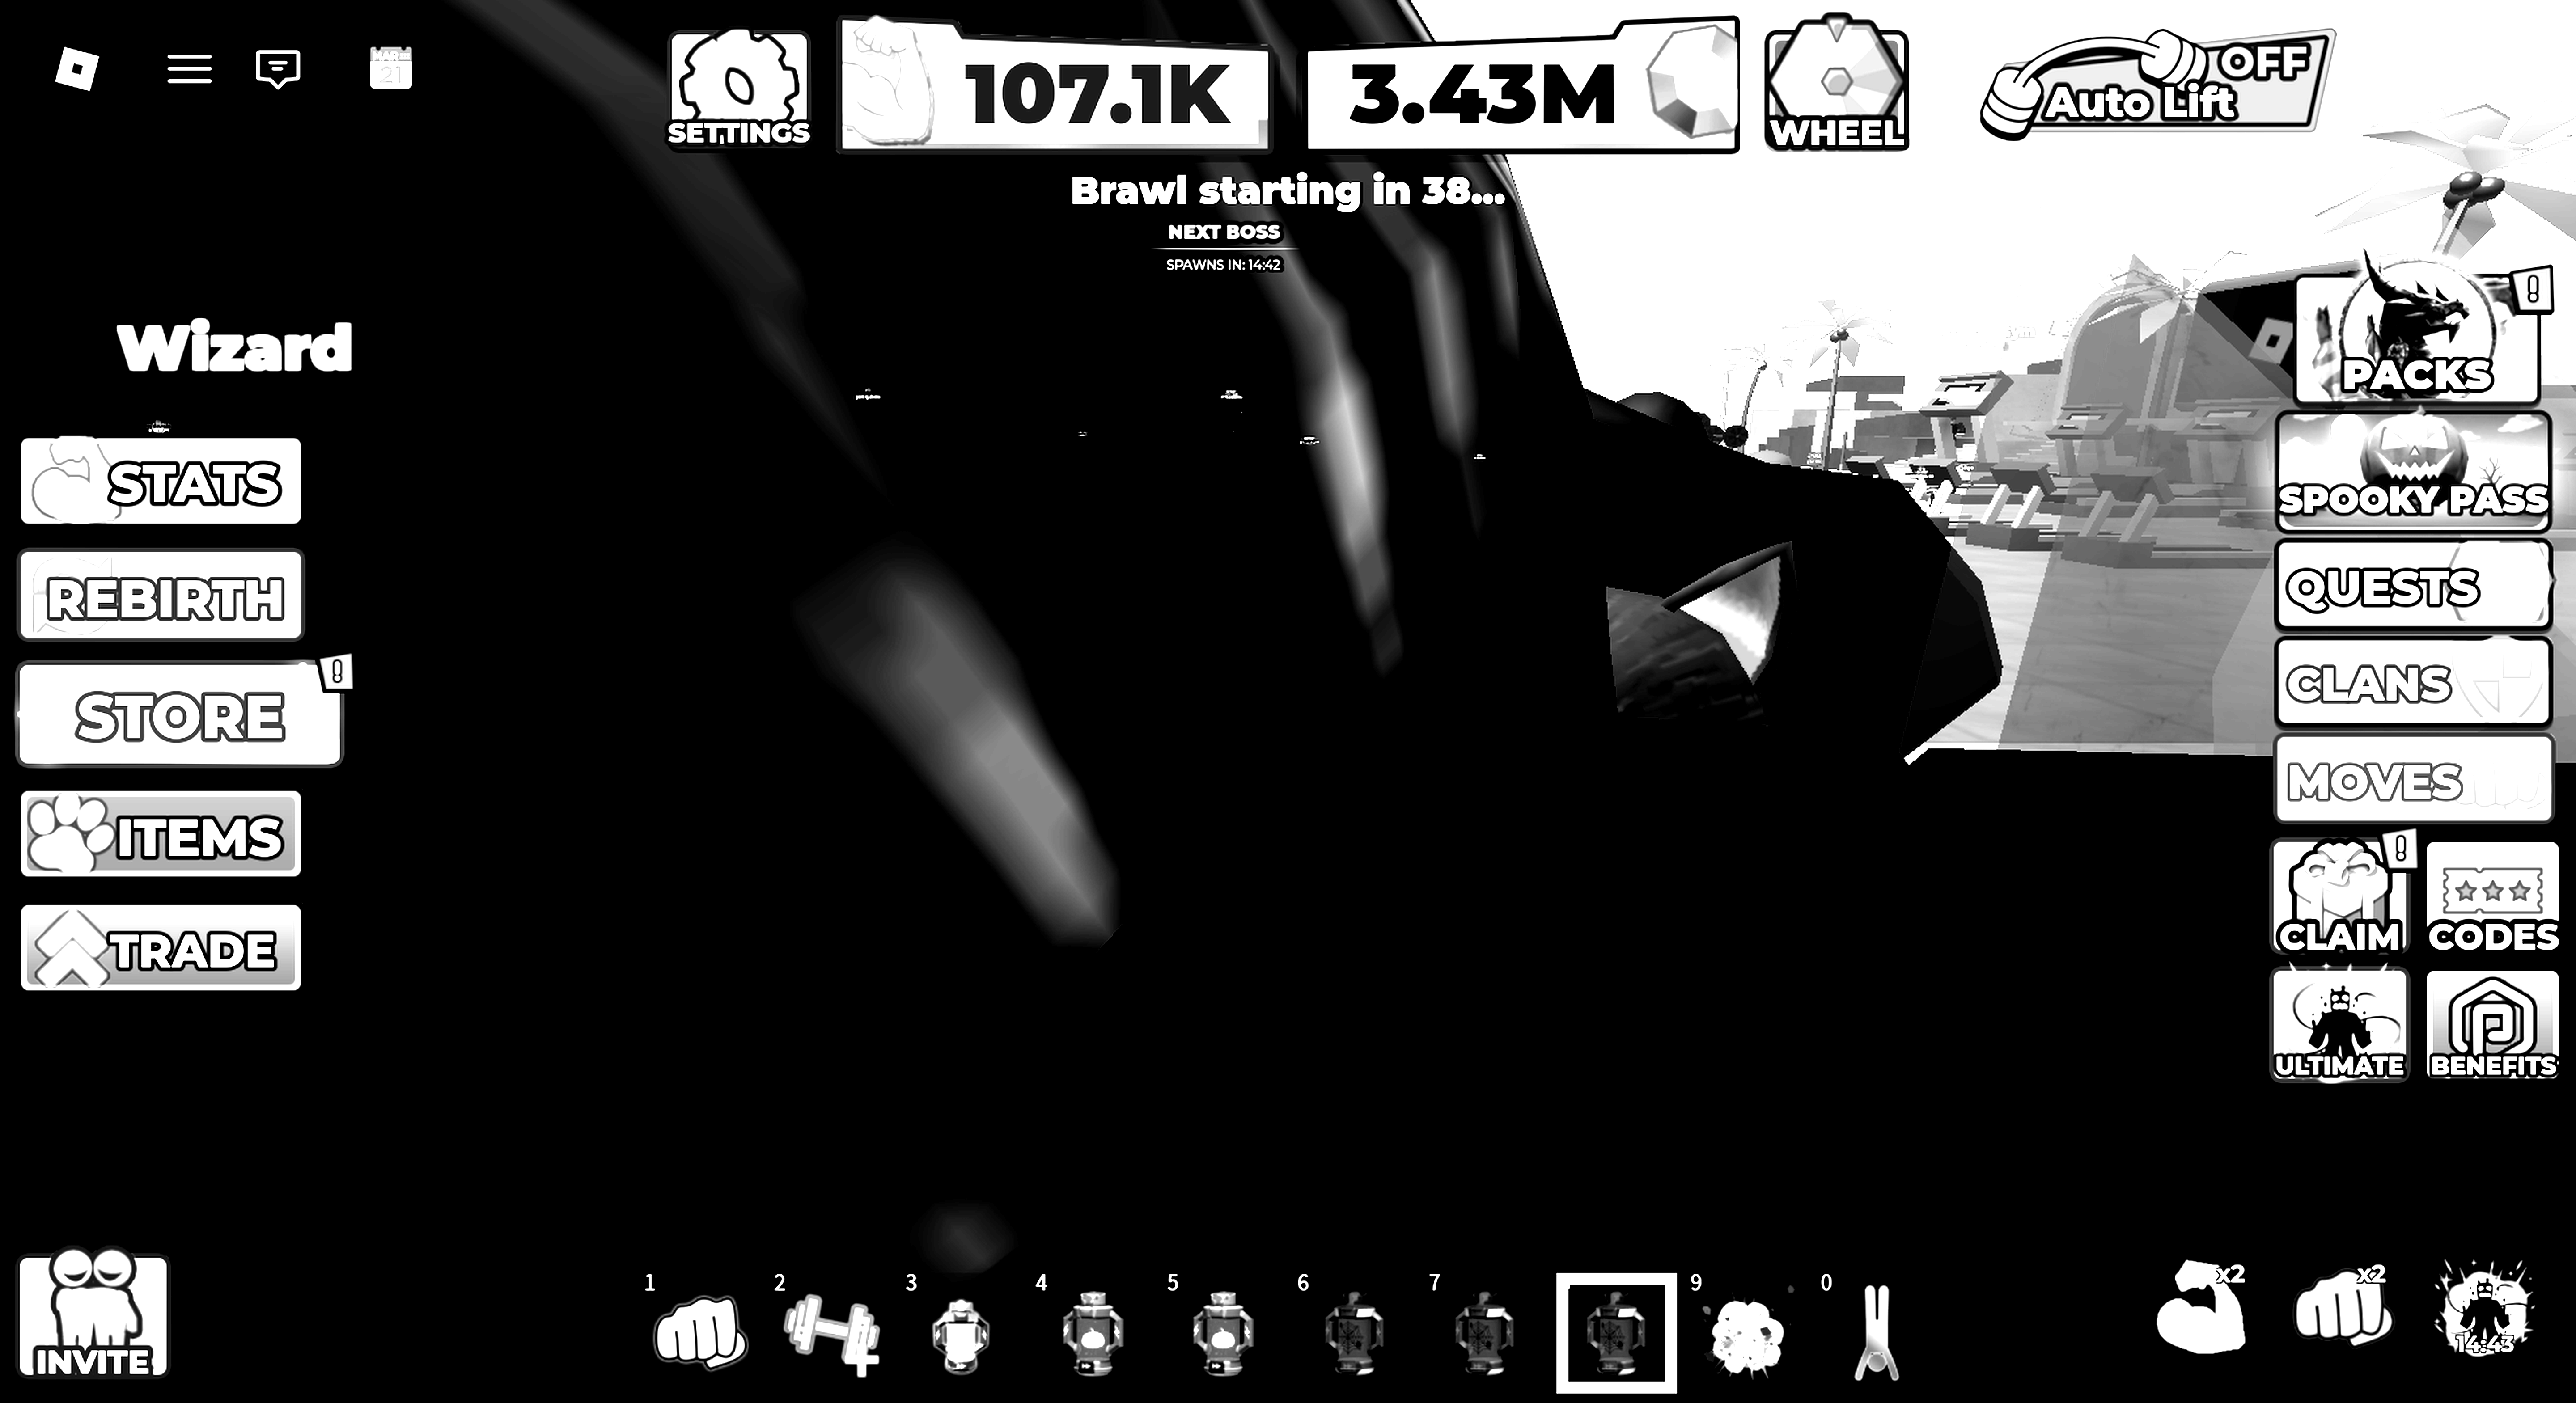 SETTINGS
107.1K
3.43M
WHEEL
OFF
Auto Lift
21
Brawl starting in 38...
NEXT BOSS
SPAWNS IN: 14:42
Wizard
STATS
REBIRTH
STORE
!
ITEMS
TRADE
INVITE
PACKS
!
SPOOKY PASS
QUESTS
CLANS
MOVES
CLAIM
!
CODES
ULTIMATE
BENEFITS
1
2
3
4
5
6
7
9
0
x2
x2
14:43